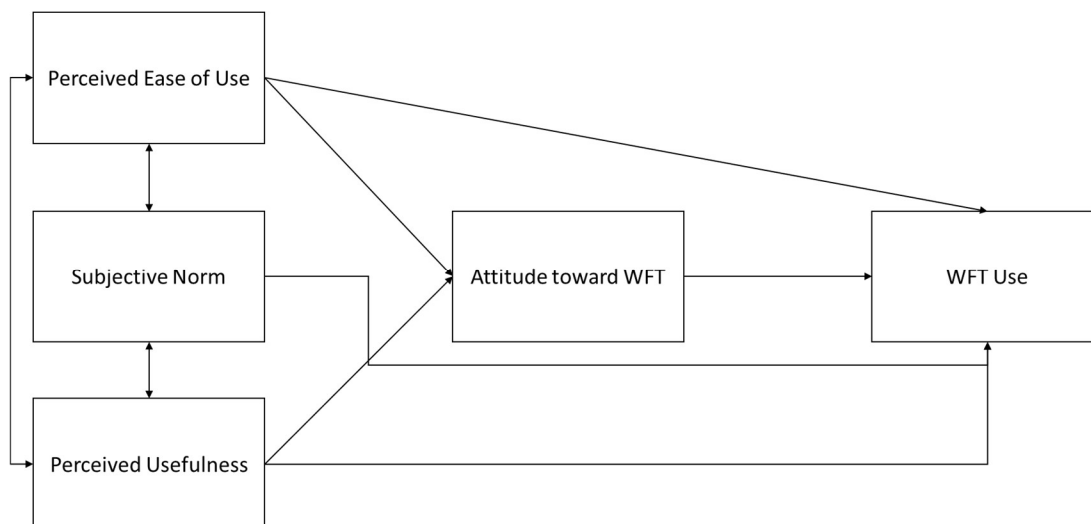 Perceived Ease of Use
Subjective Norm
Attitude toward WFT
WFT Use
Perceived Usefulness